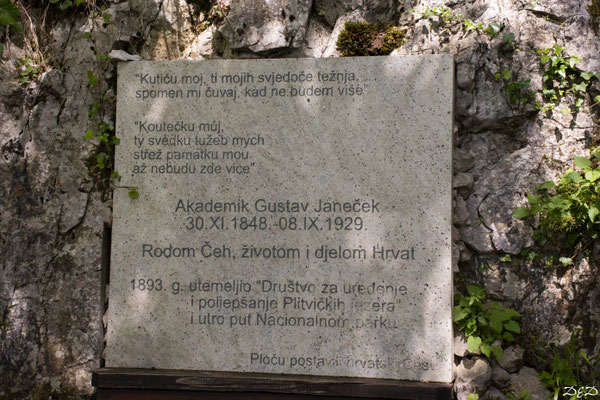 "Kutiću moj, ti mojih svjedoče težnja,
spomen mi čuvaj, kad ne budem više"
"Koutečku můj,
ty svědku tužeb mych
střež památku mou
až nebudu zde vice"
Akademik Gustav Janeček
30.XI.1848.-08.IX.1929.
Rodom Čeh, životom i djelom Hrvat
1893. g. utemeljio "Društvo za uređenje
i poljepšanje Plitvičkih jezera"
i utro put Nacionalnom parku
Ploču postavili hrvatski Česi
D&D